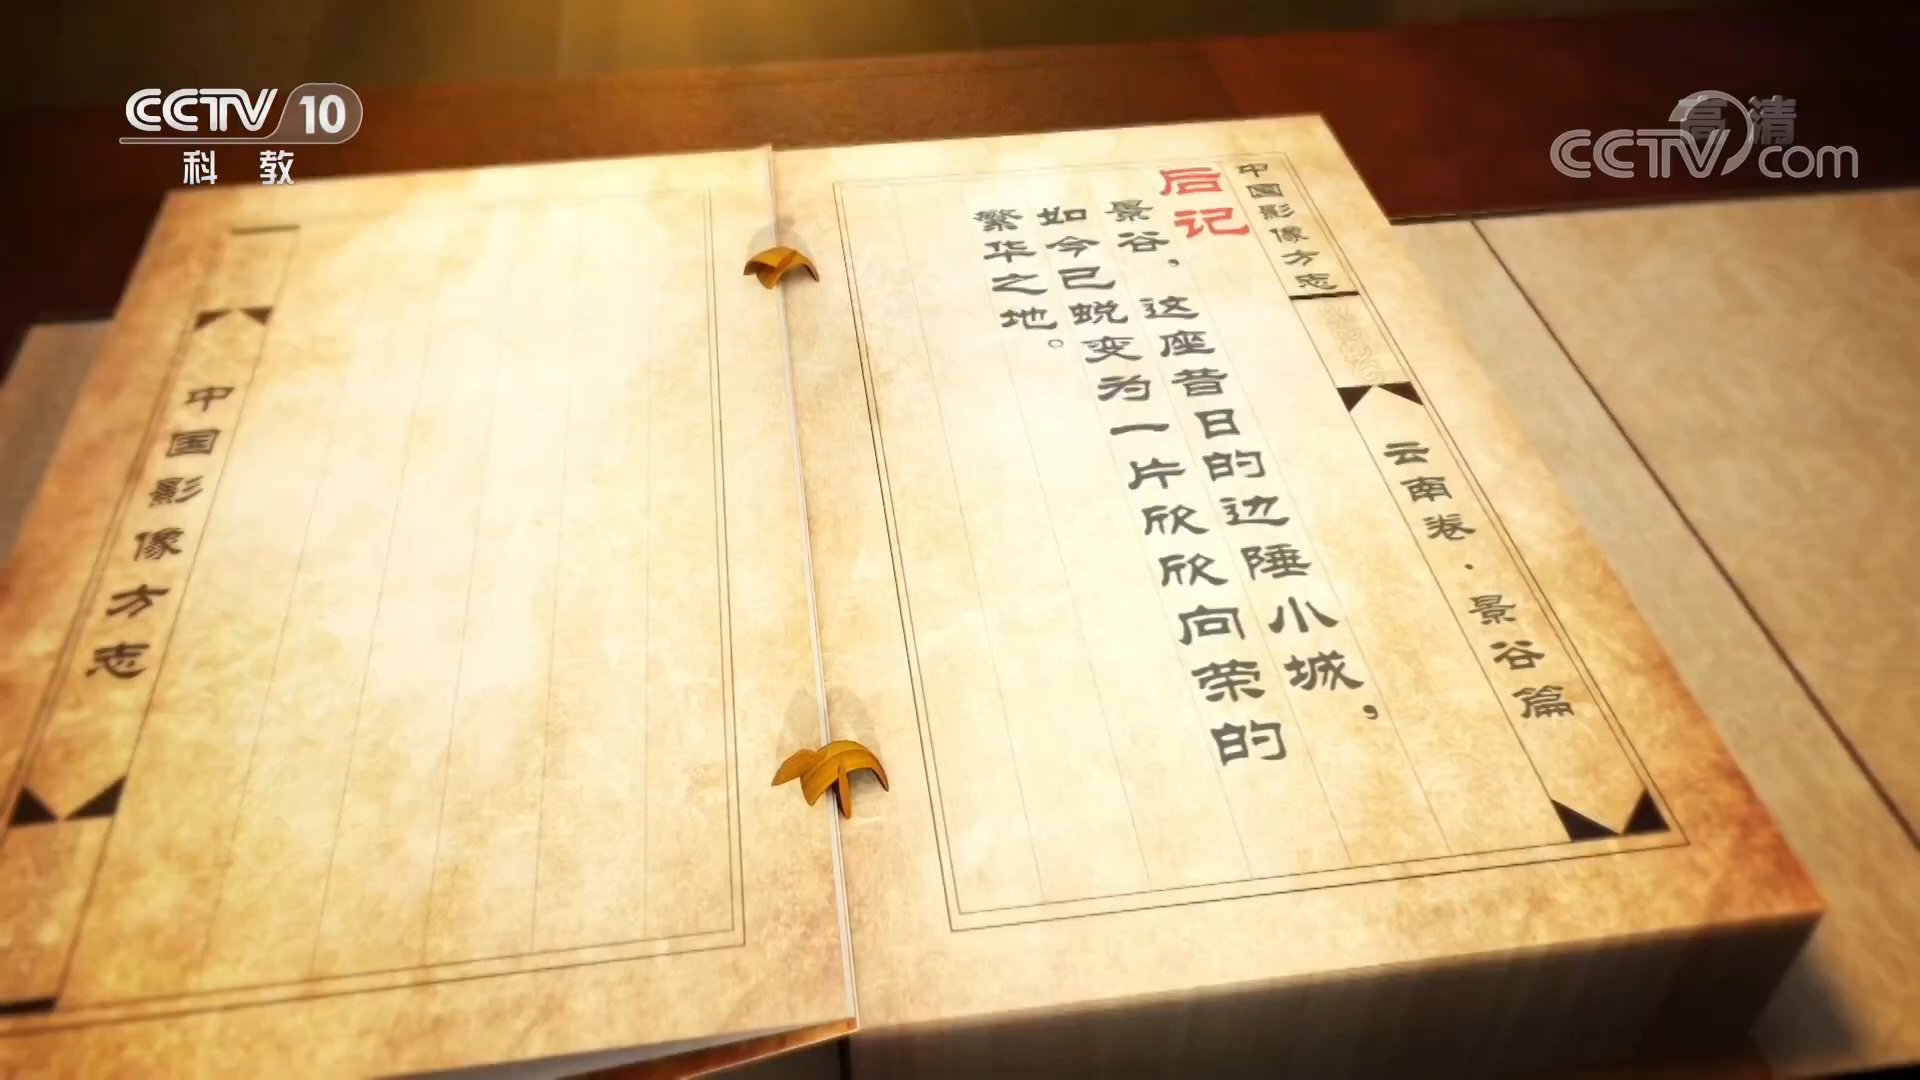 CCTV 10
科 教
高清
CCTV.com
中国影像方志
云南卷·景谷篇
后记
景谷，这座昔日的边陲小城，
如今已蜕变为一片欣欣向荣的
繁华之地。
中国影像方志